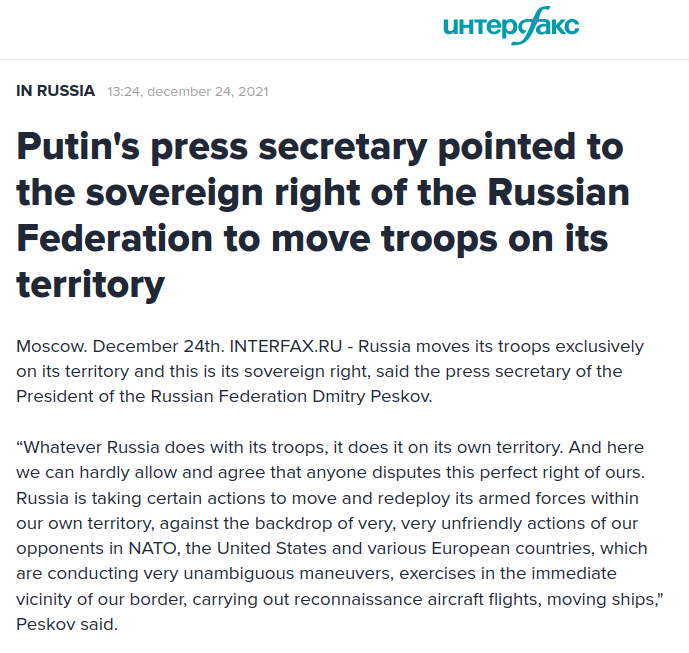 интерфакс
IN RUSSIA 13:24, december 24, 2021
Putin's press secretary pointed to
the sovereign right of the Russian
Federation to move troops on its
territory
Moscow. December 24th. INTERFAX.RU - Russia moves its troops exclusively
on its territory and this is its sovereign right, said the press secretary of the
President of the Russian Federation Dmitry Peskov.
“Whatever Russia does with its troops, it does it on its own territory. And here
we can hardly allow and agree that anyone disputes this perfect right of ours.
Russia is taking certain actions to move and redeploy its armed forces within
our own territory, against the backdrop of very, very unfriendly actions of our
opponents in NATO, the United States and various European countries, which
are conducting very unambiguous maneuvers, exercises in the immediate
vicinity of our border, carrying out reconnaissance aircraft flights, moving ships,"
Peskov said.